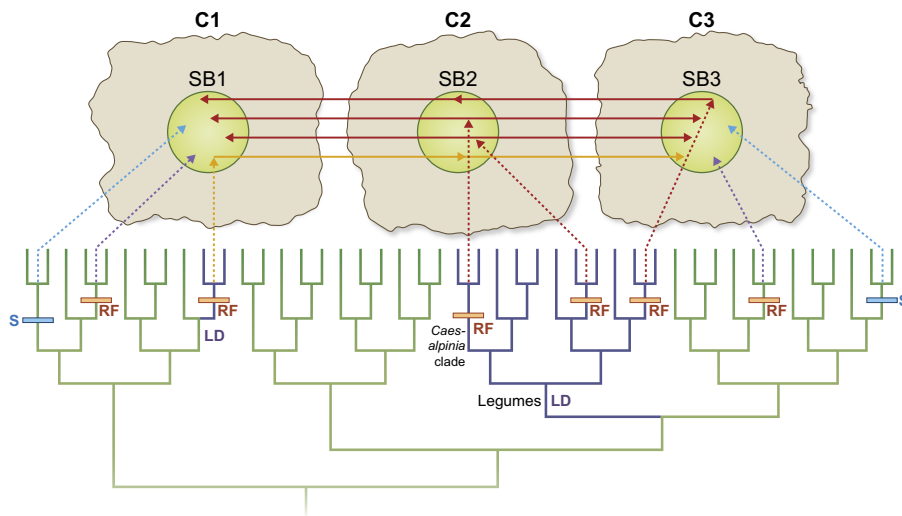 C1 C2 C3
SB1 SB2 SB3
S RF RF RF RF RF RF S
LD
Caes-
alpinia
clade
Legumes LD